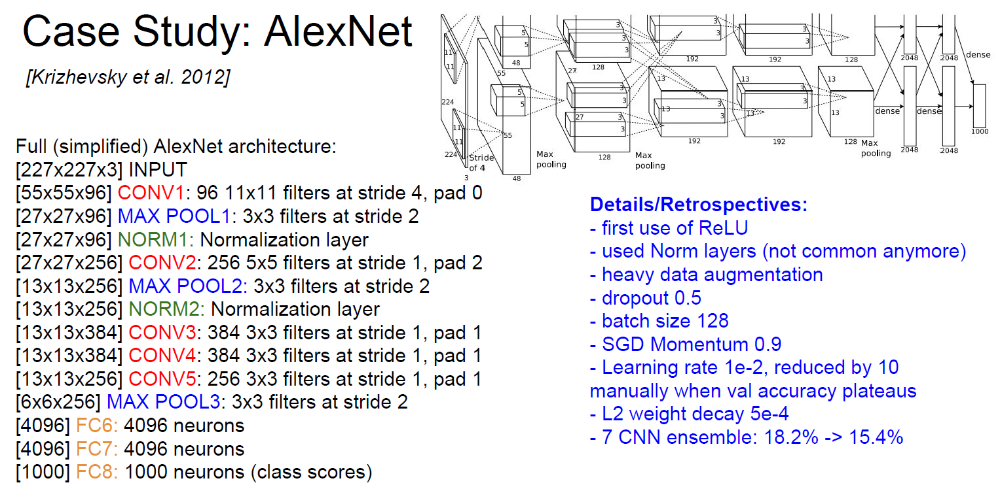 Case Study: AlexNet
[Krizhevsky et al. 2012]
Full (simplified) AlexNet architecture:
[227x227x3] INPUT
[55x55x96] CONV1: 96 11x11 filters at stride 4, pad 0
[27x27x96] MAX POOL1: 3x3 filters at stride 2
[27x27x96] NORM1: Normalization layer
[27x27x256] CONV2: 256 5x5 filters at stride 1, pad 2
[13x13x256] MAX POOL2: 3x3 filters at stride 2
[13x13x256] NORM2: Normalization layer
[13x13x384] CONV3: 384 3x3 filters at stride 1, pad 1
[13x13x384] CONV4: 384 3x3 filters at stride 1, pad 1
[13x13x256] CONV5: 256 3x3 filters at stride 1, pad 1
[6x6x256] MAX POOL3: 3x3 filters at stride 2
[4096] FC6: 4096 neurons
[4096] FC7: 4096 neurons
[1000] FC8: 1000 neurons (class scores)
11
11
224
11
11
224
3
Stride
of 4
55
5
5
48
5
5
55
48
Max
pooling
3
3
128
27
3
3
27
3
3
128
Max
pooling
3
3
192
13
3
3
13
192
3
3
192
13
3
3
13
192
128
13
13
128
Max
pooling
dense
2048
2048
dense
2048
2048
dense
1000
Details/Retrospectives:
- first use of ReLU
- used Norm layers (not common anymore)
- heavy data augmentation
- dropout 0.5
- batch size 128
- SGD Momentum 0.9
- Learning rate 1e-2, reduced by 10
manually when val accuracy plateaus
- L2 weight decay 5e-4
- 7 CNN ensemble: 18.2% -> 15.4%